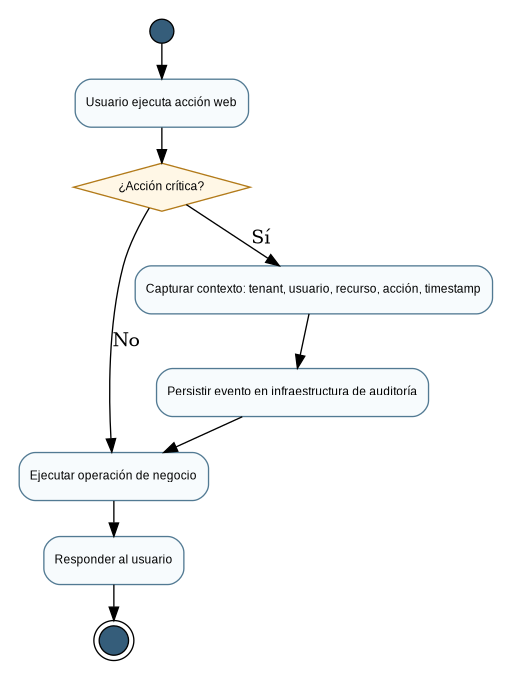 Usuario ejecuta acción web
¿Acción crítica?
Sí
Capturar contexto: tenant, usuario, recurso, acción, timestamp
No
Persistir evento en infraestructura de auditoría
Ejecutar operación de negocio
Responder al usuario